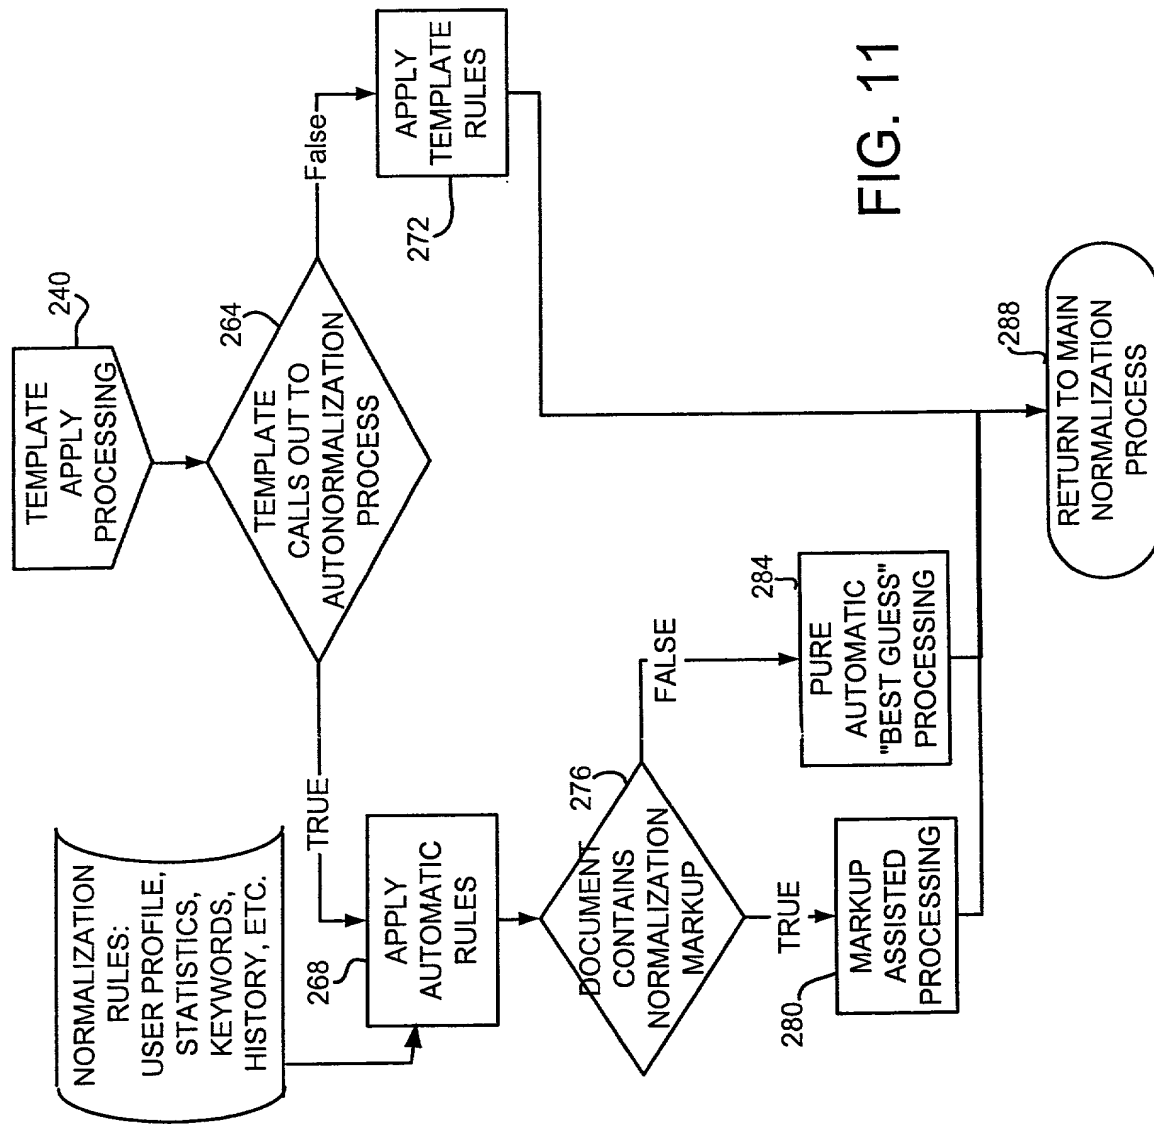 TEMPLATE
APPLY
PROCESSING
240
TEMPLATE
CALLS OUT TO
AUTONORMALIZATION
PROCESS
264
False
APPLY
TEMPLATE
RULES
272
TRUE
NORMALIZATION
RULES:
USER PROFILE,
STATISTICS,
KEYWORDS,
HISTORY, ETC.
268
APPLY
AUTOMATIC
RULES
DOCUMENT
CONTAINS
NORMALIZATION
MARKUP
276
FALSE
TRUE
280
MARKUP
ASSISTED
PROCESSING
284
PURE
AUTOMATIC
"BEST GUESS"
PROCESSING
288
RETURN TO MAIN
NORMALIZATION
PROCESS
FIG. 11